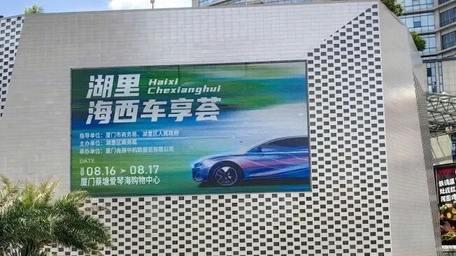 湖里
Haixi
Chexianghui
海西车享荟
指导单位：厦门市商务局、湖里区人民政府
主办单位：湖里区商务局
DATE
08.16 > 08.17
厦门蔡塘爱琴海购物中心